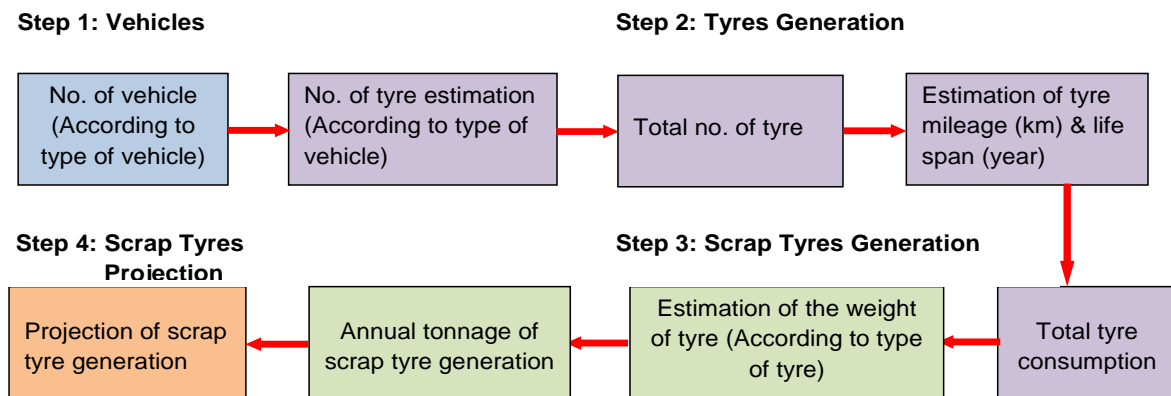 Step 1: Vehicles
Step 2: Tyres Generation
No. of vehicle
(According to
type of vehicle)
No. of tyre estimation
(According to type of
vehicle)
Total no. of tyre
Estimation of tyre
mileage (km) & life
span (year)
Step 4: Scrap Tyres
Projection
Step 3: Scrap Tyres Generation
Projection of scrap
tyre generation
Annual tonnage of
scrap tyre generation
Estimation of the weight
of tyre (According to type
of tyre)
Total tyre
consumption